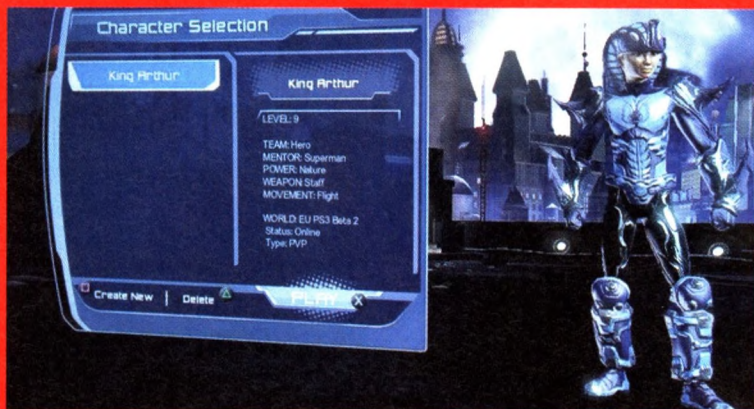 Character Selection
King Arthur
King Arthur
LEVEL: 9
TEAM: Hero
MENTOR: Superman
POWER: Nature
WEAPON: Staff
MOVEMENT: Flight
WORLD: EU PS3 Beta 2
Status: Online
Type: PVP
Create New | Delete
PLAY